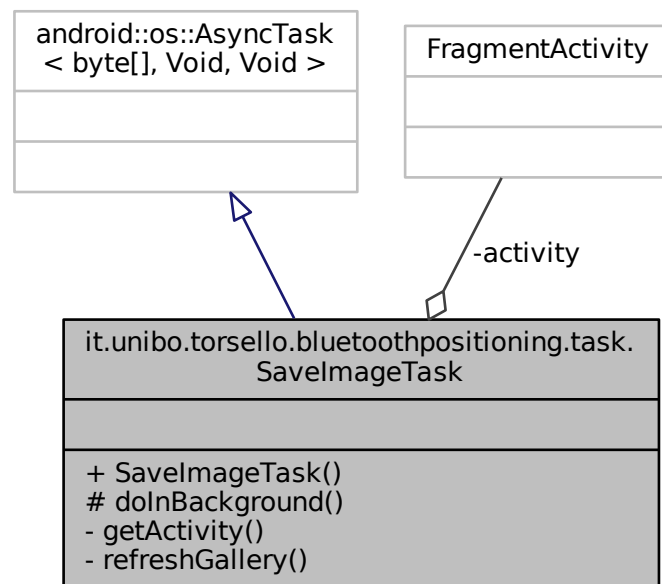 android::os::AsyncTask
< byte[], Void, Void >
FragmentActivity
-activity
it.unibo.torsello.bluetoothpositioning.task.
SaveImageTask
+ SaveImageTask()
# doInBackground()
- getActivity()
- refreshGallery()